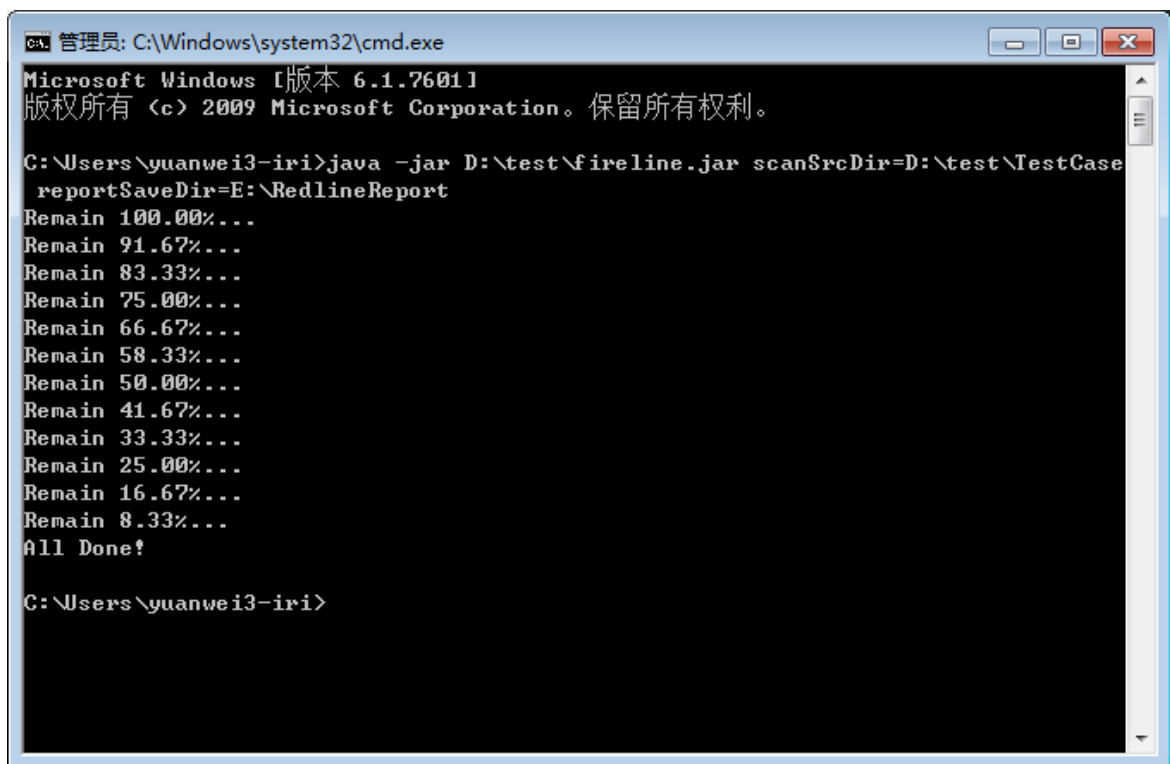 管理员: C:\Windows\system32\cmd.exe
Microsoft Windows [版本 6.1.7601]
版权所有 (c) 2009 Microsoft Corporation。保留所有权利。
C:\Users\yuanwei3-iri>java -jar D:\test\fireline.jar scanSrcDir=D:\test\TestCase
reportSaveDir=E:\RedlineReport
Remain 100.00%...
Remain 91.67%...
Remain 83.33%...
Remain 75.00%...
Remain 66.67%...
Remain 58.33%...
Remain 50.00%...
Remain 41.67%...
Remain 33.33%...
Remain 25.00%...
Remain 16.67%...
Remain 8.33%...
All Done!
C:\Users\yuanwei3-iri>